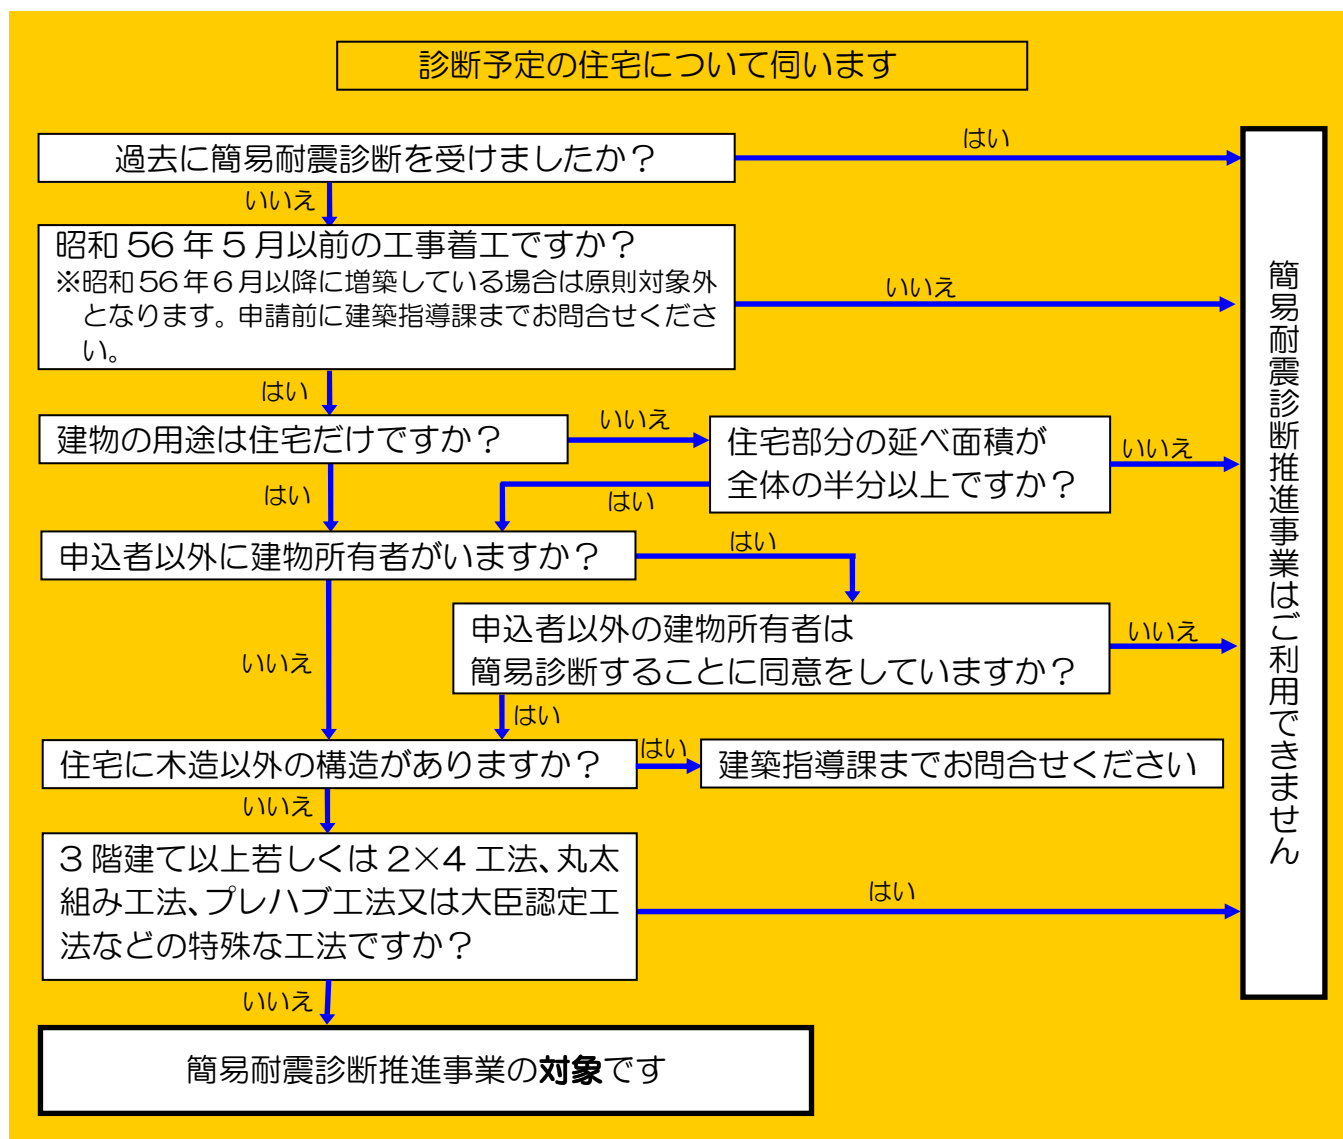 診断予定の住宅について伺います
過去に簡易耐震診断を受けましたか？
はい
いいえ
昭和56年5月以前の工事着工ですか？
※昭和56年6月以降に増築している場合は原則対象外
となります。申請前に建築指導課までお問合せくださ
い。
いいえ
はい
建物の用途は住宅だけですか？
いいえ
住宅部分の延べ面積が
全体の半分以上ですか？
いいえ
はい
はい
申込者以外に建物所有者がいますか？
はい
申込者以外の建物所有者は
簡易診断することに同意をしていますか？
いいえ
いいえ
はい
住宅に木造以外の構造がありますか？
はい
建築指導課までお問合せください
いいえ
3階建て以上若しくは2×4工法、丸太
組み工法、プレハブ工法又は大臣認定工
法などの特殊な工法ですか？
はい
いいえ
簡易耐震診断推進事業の対象です
簡易耐震診断推進事業はご利用できません